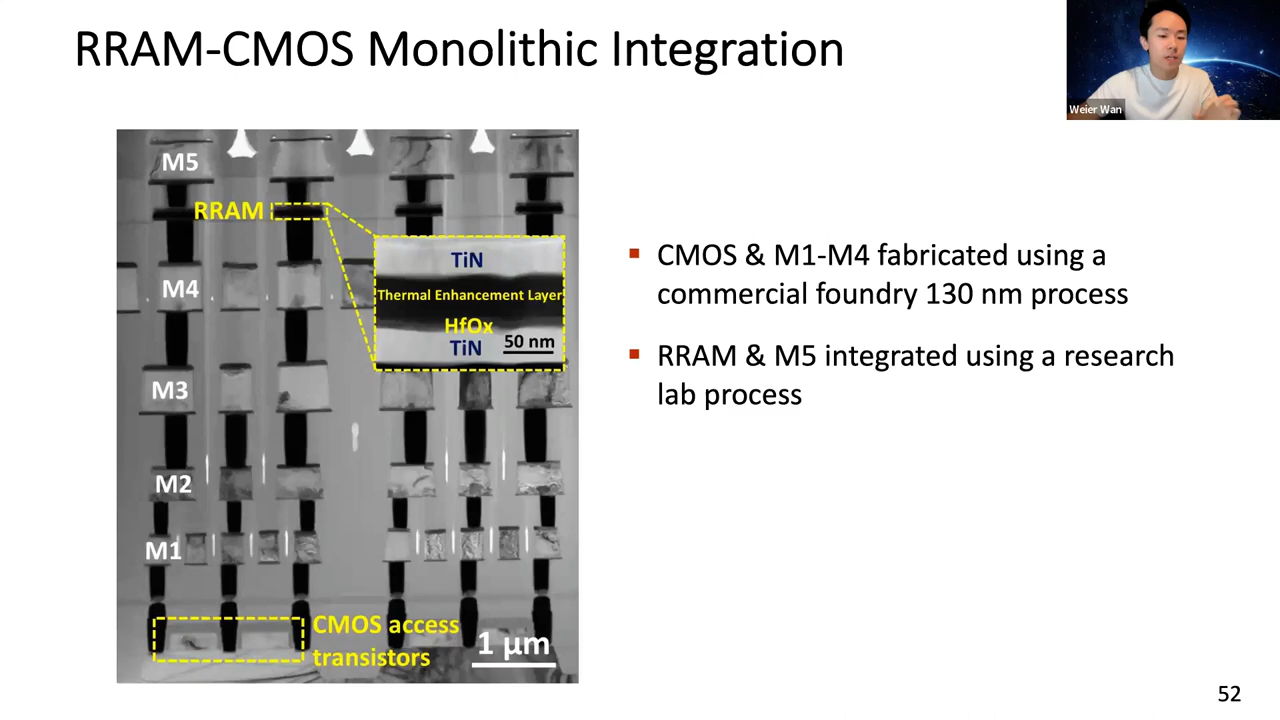 RRAM-CMOS Monolithic Integration
Weier Wan
M5
RRAM
TiN
M4
Thermal Enhancement Layer
HfOx
TiN
50 nm
M3
M2
M1
CMOS access
transistors
1 μm
▪ CMOS & M1-M4 fabricated using a
commercial foundry 130 nm process
▪ RRAM & M5 integrated using a research
lab process
52